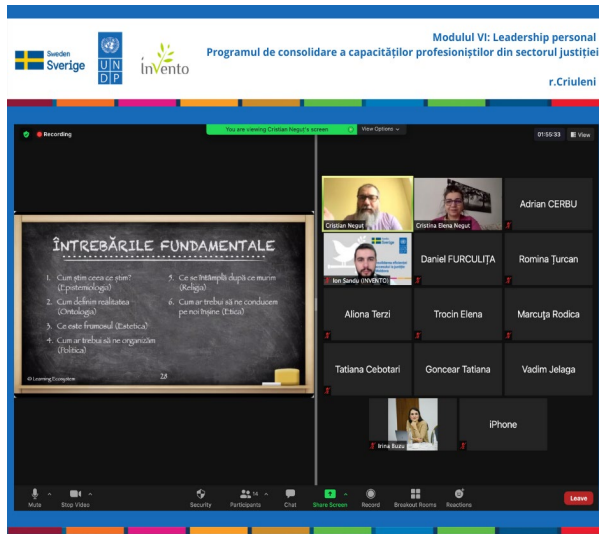 Modulul VI: Leadership personal
Programul de consolidare a capacităților profesioniștilor din sectorul justiției
r.Criuleni
Sweden
Sverige
UN
DP
invento
Recording
You are viewing Cristian Negut's screen
View Options
01:55:33
View
ÎNTREBĂRILE FUNDAMENTALE
1. Cum știm ceea ce știm?
(Epistemologia)
2. Cum definim realitatea
(Ontologia)
3. Ce este frumosul (Estetica)
4. Cum ar trebui să ne organizăm
(Politica)
5. Ce se întâmplă după ce murim
(Religia)
6. Cum ar trebui să ne conducem
pe noi înșine (Etica)
© Learning Ecosystem
28
Cristian Negut
Cristina Elena Negut
Adrian CERBU
Sverige
Ion Sandu (INVENTO)
Daniel FURCULIȚA
Romina Țurcan
Aliona Terzi
Trocin Elena
Marcuța Rodica
Tatiana Cebotari
Goncear Tatiana
Vadim Jelaga
Irina Buzu
iPhone
Mute
Stop Video
Security
Participants
14
Chat
Share Screen
Record
Breakout Rooms
Reactions
Leave